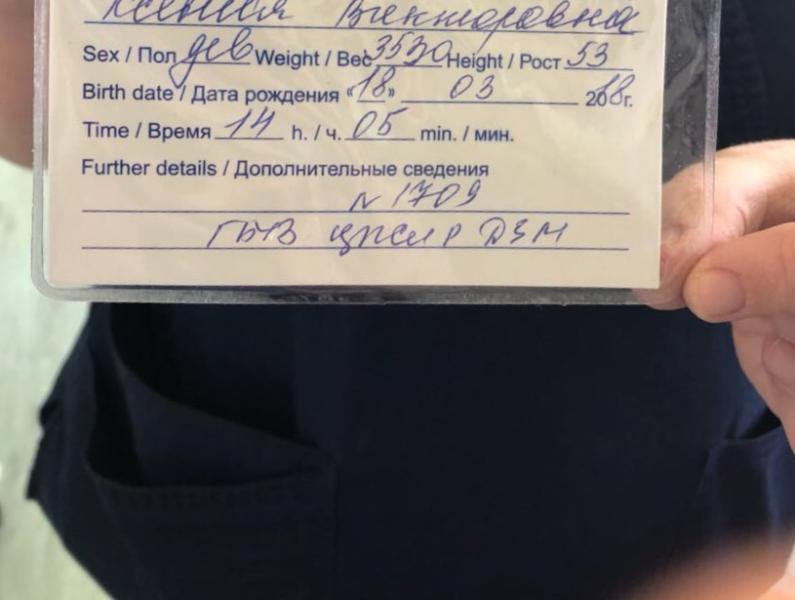 Ксения Викторовна
Sex / Пол дев Weight / Вес 3530 Height / Рост 53
Birth date / Дата рождения «18» 03 2018г.
Time / Время 14 h. / ч. 05 min. / мин.
Further details / Дополнительные сведения
N 1709
ДЗМ